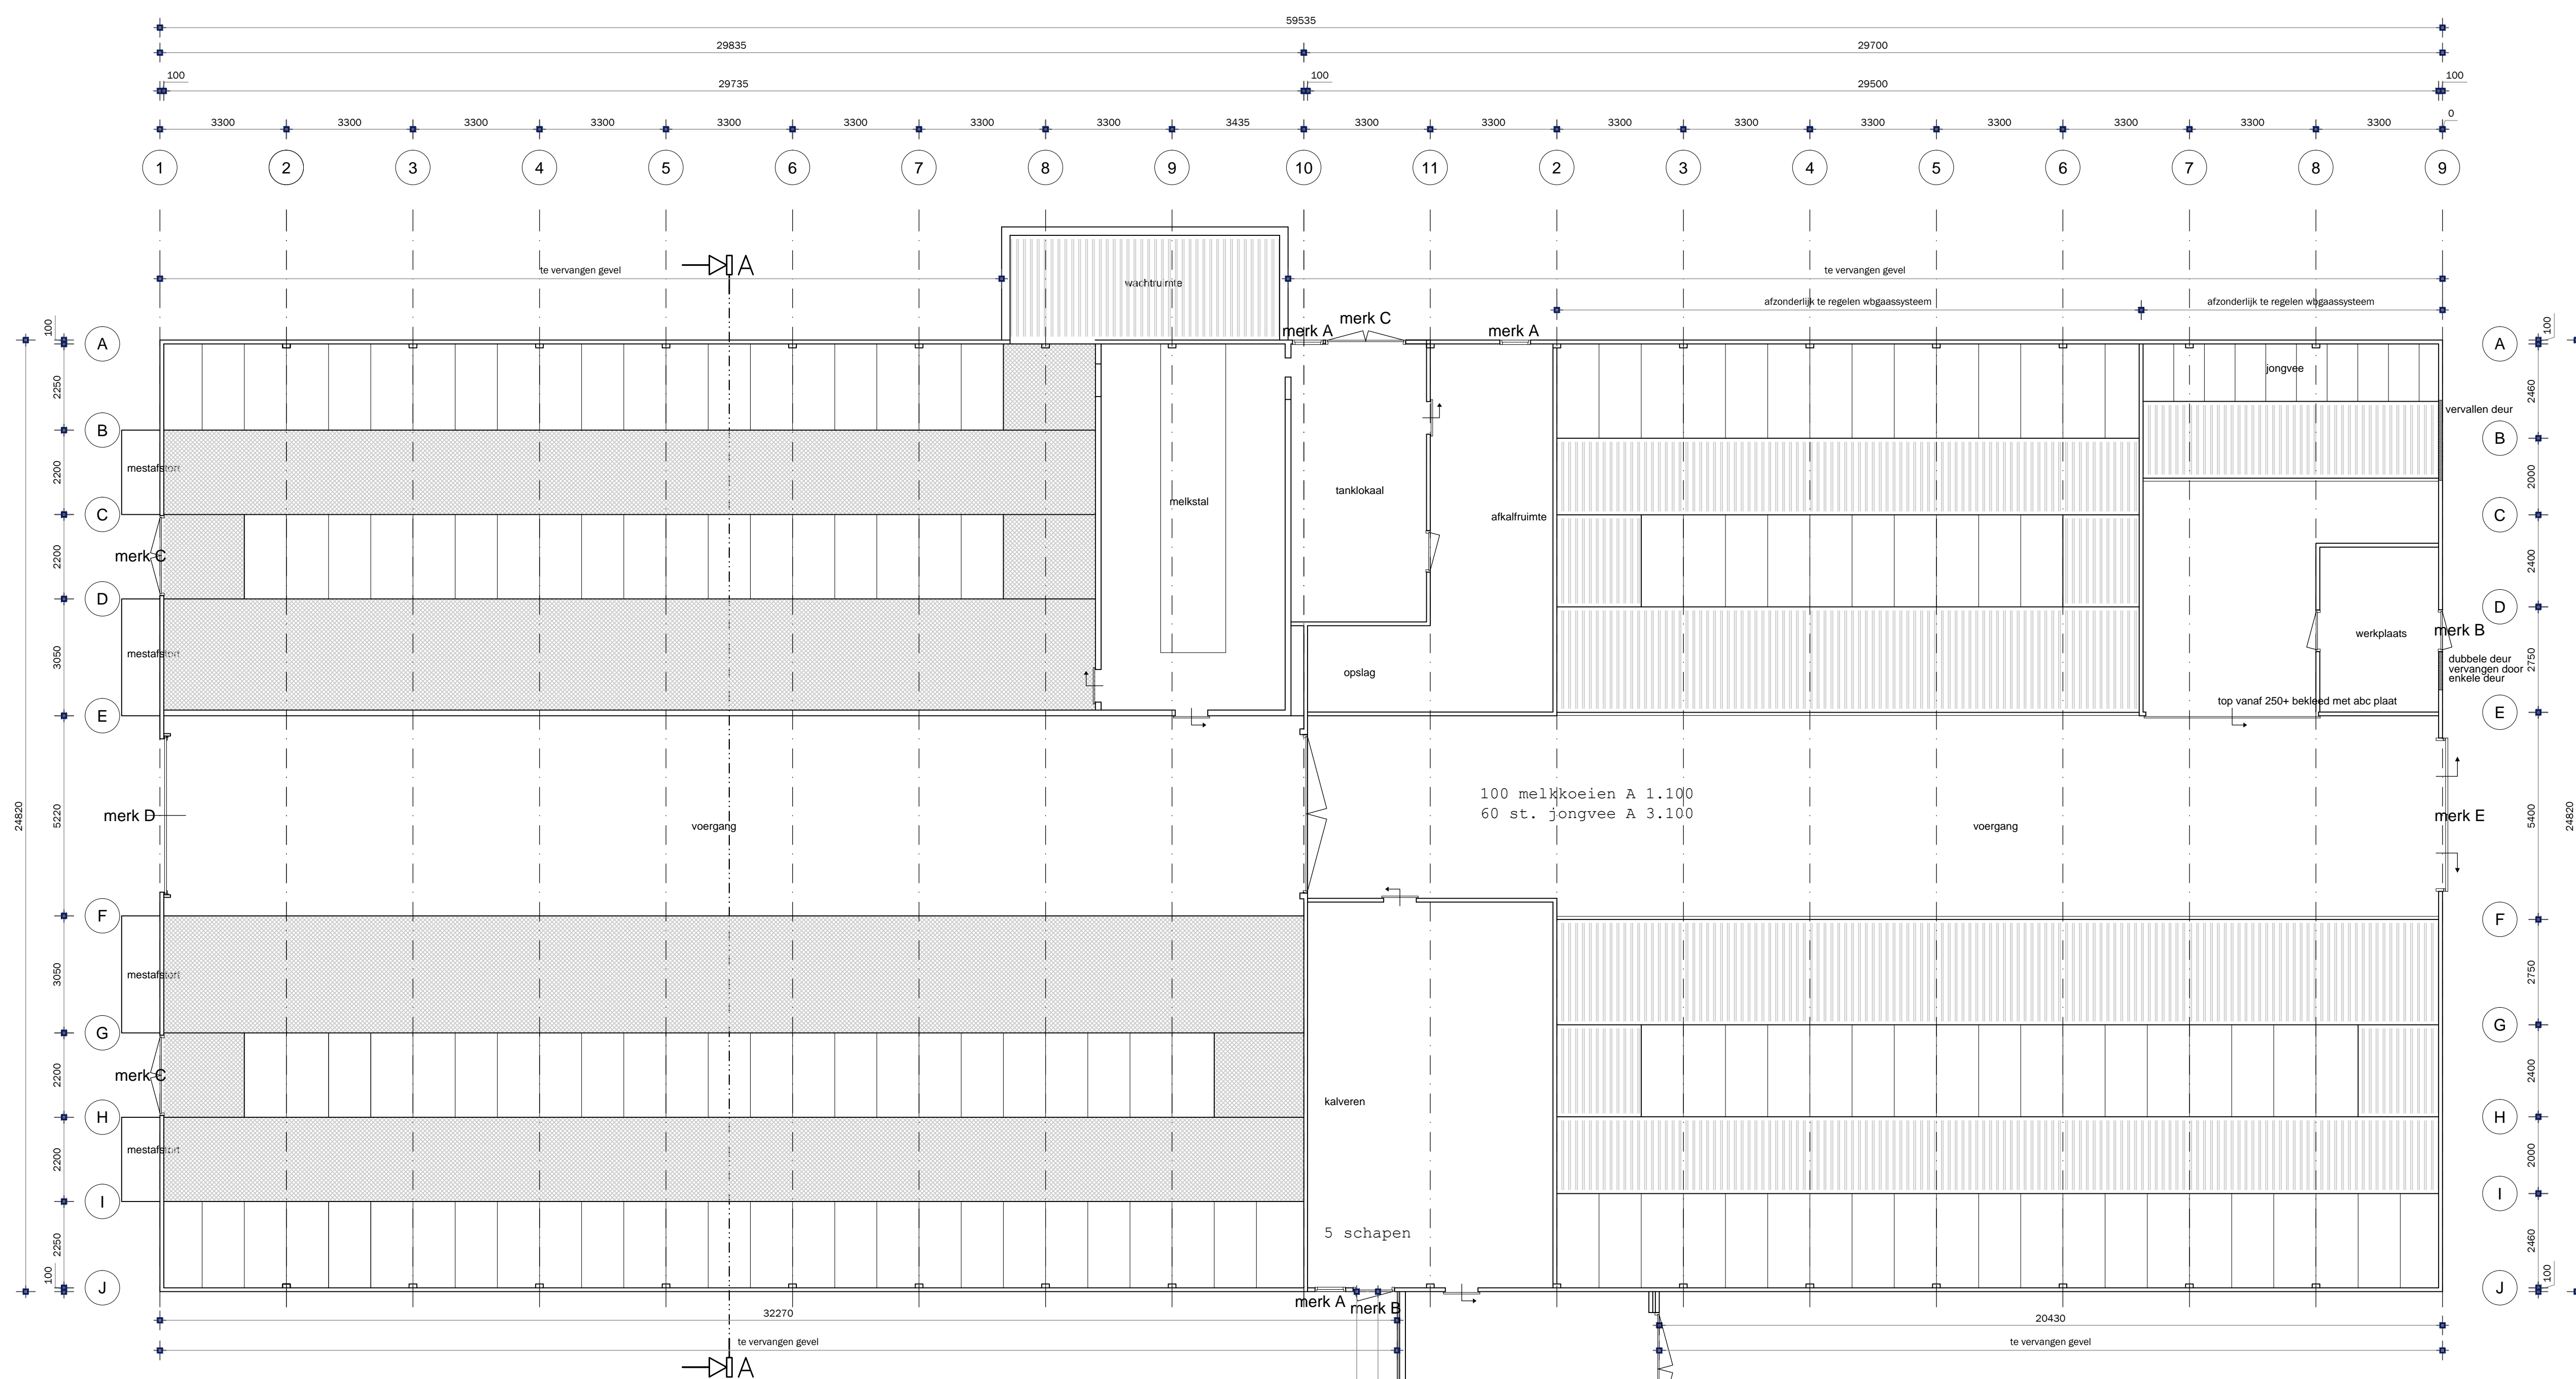 59535
29835 29700
100 29735 100 29500 100
3300 3300 3300 3300 3300 3300 3300 3300 3435 3300 3300 3300 3300 3300 3300 3300 3300 3300 0
1 2 3 4 5 6 7 8 9 10 11 2 3 4 5 6 7 8 9
te vervangen gevel A wachtruimte te vervangen gevel
afzonderlijk te regelen wbgaassysteem afzonderlijk te regelen wbgaassysteem
merk A merk C merk A
100 A A 100
2250 jongvee 2460
vervallen deur
B B
2200 mestafstort 2000
tanklokaal
melkstal
C afkalfruimte C
2200 merk C 2400
D D
werkplaats merk B
3050 mestafstort 2750
dubbele deur
vervangen door
enkele deur
opslag
top vanaf 250+ bekleed met abc plaat
E E
100 melkkoeien A 1.100
60 st. jongvee A 3.100
24820 5220 merk D voergang voergang merk E 5400 24820
F F
3050 mestafstort 2750
G G
2200 merk C 2400
kalveren
H H
2200 mestafstort 2000
I I
2250 5 schapen 2460
100 J J 100
merk A merk B
32270 20430
te vervangen gevel te vervangen gevel
A